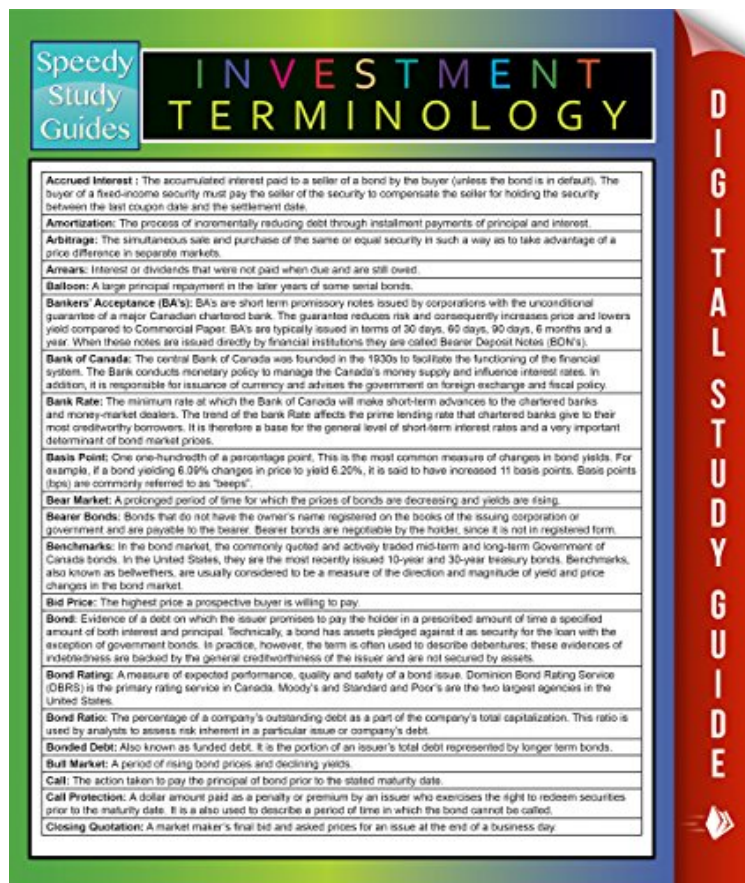 Speedy
Study
Guides
INVESTMENT
TERMINOLOGY
Accrued Interest : The accumulated interest paid to a seller of a bond by the buyer (unless the bond is in default). The
buyer of a fixed-income security must pay the seller of the security to compensate the seller for holding the security
between the last coupon date and the settlement date.
Amortization: The process of incrementally reducing debt through installment payments of principal and interest.
Arbitrage: The simultaneous sale and purchase of the same or equal security in such a way as to take advantage of a
price difference in separate markets.
Arrears: Interest or dividends that were not paid when due and are still owed.
Balloon: A large principal repayment in the later years of some serial bonds.
Bankers' Acceptance (BA's): BA's are short term promissory notes issued by corporations with the unconditional
guarantee of a major Canadian chartered bank. The guarantee reduces risk and consequently increases price and lowers
yield compared to Commercial Paper. BA's are typically issued in terms of 30 days, 60 days, 90 days, 6 months and a
year. When these notes are issued directly by financial institutions they are called Bearer Deposit Notes (BON's).
Bank of Canada: The central Bank of Canada was founded in the 1930s to facilitate the functioning of the financial
system. The Bank conducts monetary policy to manage the Canada's money supply and influence interest rates. In
addition, it is responsible for issuance of currency and advises the government on foreign exchange and fiscal policy.
Bank Rate: The minimum rate at which the Bank of Canada will make short-term advances to the chartered banks
and money-market dealers. The trend of the bank Rate affects the prime lending rate that chartered banks give to their
most creditworthy borrowers. It is therefore a base for the general level of short-term interest rates and a very important
determinant of bond market prices.
Basis Point: One one-hundredth of a percentage point. This is the most common measure of changes in bond yields. For
example, if a bond yielding 6.09% changes in price to yield 6.20%, it is said to have increased 11 basis points. Basis points
(bps) are commonly referred to as "beeps".
Bear Market: A prolonged period of time for which the prices of bonds are decreasing and yields are rising.
Bearer Bonds: Bonds that do not have the owner's name registered on the books of the issuing corporation or
government and are payable to the bearer. Bearer bonds are negotiable by the holder, since it is not in registered form.
Benchmarks: In the bond market, the commonly quoted and actively traded mid-term and long-term Government of
Canada bonds. In the United States, they are the most recently issued 10-year and 30-year treasury bonds. Benchmarks,
also known as bellwethers, are usually considered to be a measure of the direction and magnitude of yield and price
changes in the bond market.
Bid Price: The highest price a prospective buyer is willing to pay.
Bond: Evidence of a debt on which the issuer promises to pay the holder in a prescribed amount of time a specified
amount of both interest and principal. Technically, a bond has assets pledged against it as security for the loan with the
exception of government bonds. In practice, however, the term is often used to describe debentures; these evidences of
indebtedness are backed by the general creditworthiness of the issuer and are not secured by assets.
Bond Rating: A measure of expected performance, quality and safety of a bond issue. Dominion Bond Rating Service
(DBRS) is the primary rating service in Canada. Moody's and Standard and Poor's are the two largest agencies in the
United States.
Bond Ratio: The percentage of a company's outstanding debt as a part of the company's total capitalization. This ratio is
used by analysts to assess risk inherent in a particular issue or company's debt.
Bonded Debt: Also known as funded debt. It is the portion of an issuer's total debt represented by longer term bonds.
Bull Market: A period of rising bond prices and declining yields.
Call: The action taken to pay the principal of bond prior to the stated maturity date.
Call Protection: A dollar amount paid as a penalty or premium by an issuer who exercises the right to redeem securities
prior to the maturity date. It is a also used to describe a period of time in which the bond cannot be called.
Closing Quotation: A market maker's final bid and asked prices for an issue at the end of a business day.
DIGITAL STUDY GUIDE